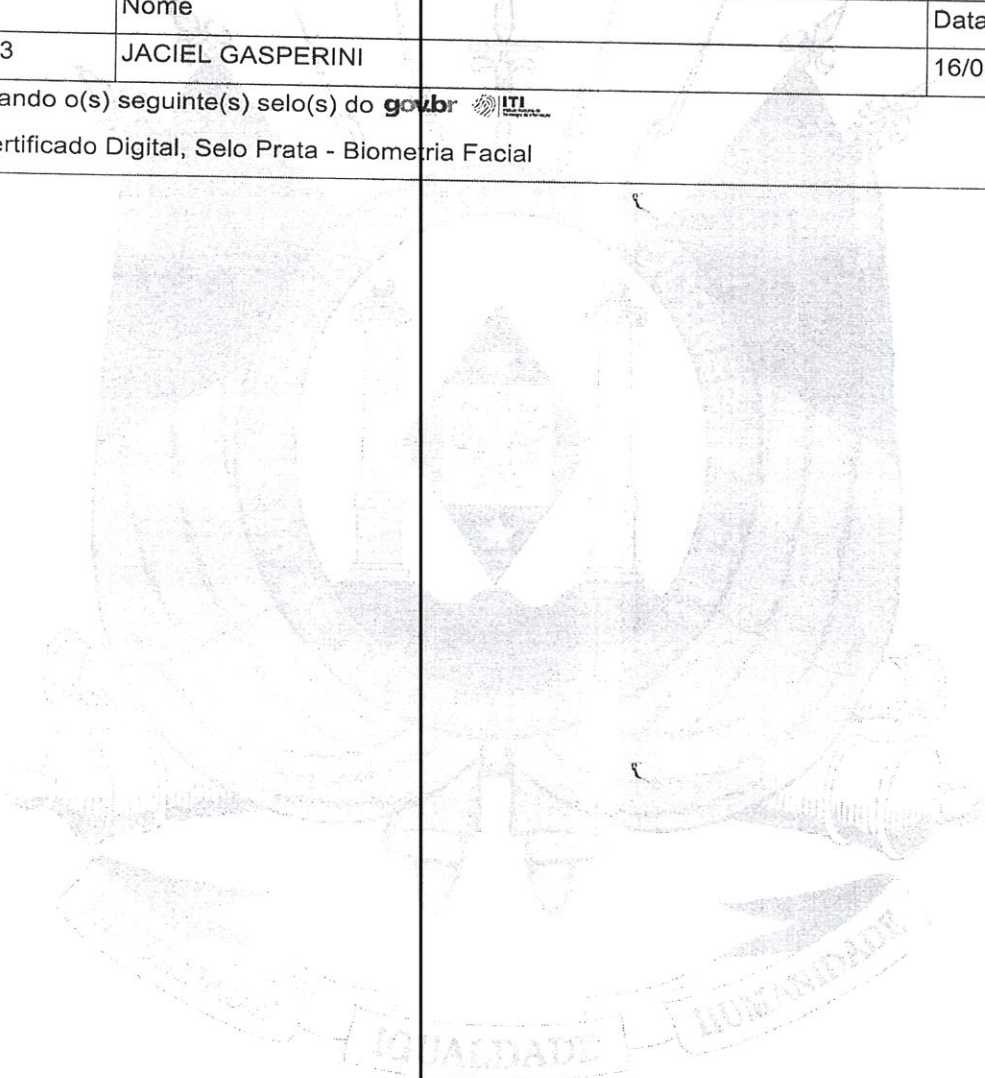 Nome
Data
3
JACIEL GASPERINI
16/0
ando o(s) seguinte(s) selo(s) do gov.br ITI
ertificado Digital, Selo Prata - Biometria Facial
IGUALDADE
HUMANIDADE